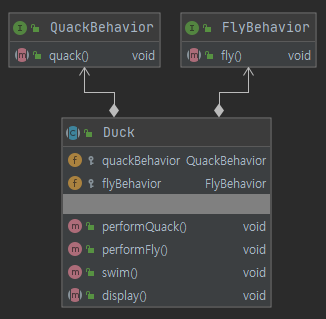 QuackBehavior
quack() void
FlyBehavior
fly() void
Duck
quackBehavior QuackBehavior
flyBehavior FlyBehavior
performQuack() void
performFly() void
swim() void
display() void